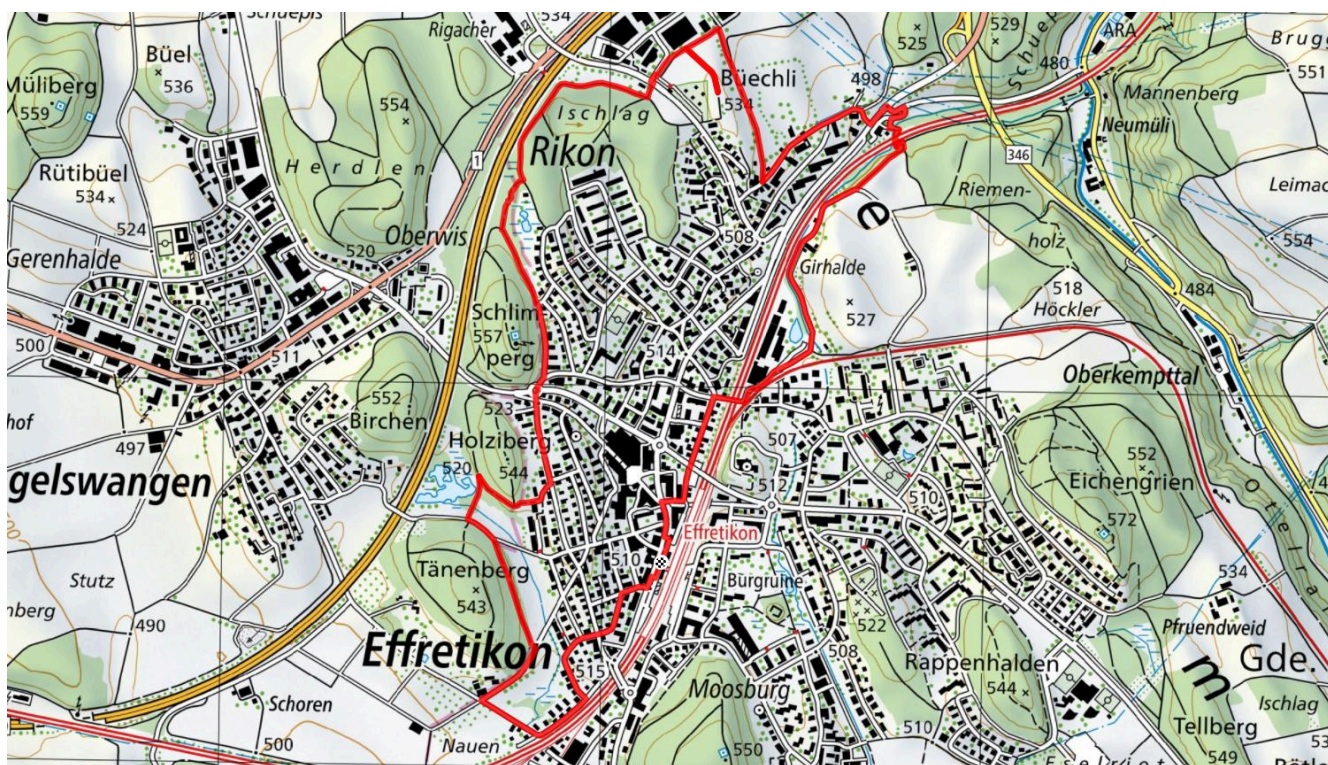 Rigacher
534
Büel
536
525
529
ARA
480
551
Müliberg
559
554
Büechli
534
498
Mannenberg
Ischlag
Rikon
Neumüli
1
346
Herdlen
Rütibüel
534
524
520
Oberwis
508
Riemen-
holz
554
Gerenhalde
Girhalde
518
Höckler
484
Schlim-
557
perg
527
500
511
514
552
Birchen
523
Oberkempttal
497
Holziberg
520
544
507
512
552
Eichengrien
572
gelswangen
510
Effretikon
Stutz
Tänenberg
543
510
Burgruine
534
490
522
Pfruendweid
Effretikon
515
508
Rappenhalden
544
Gde.
Schoren
Moosburg
Ischlag
500
Nauen
550
510
Tellberg
549